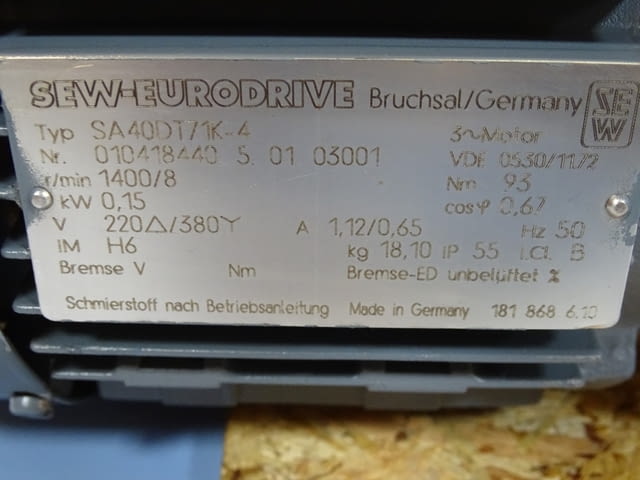 SEW-EURODRIVE Bruchsal/Germany SEW
Typ SA40DT71K-4 3~Motor
Nr. 010418440 5. 01 03001 VDE 0530/11/2
r/min 1400/8 Nm 93
kW 0,15 cosφ 0,67
V 220△/380Y A 1,12/0,65 Hz 50
IM H6 kg 18,10 IP 55 I.Cl. B
Bremse V Nm Bremse-ED unbelüftet %
Schmierstoff nach Betriebsanleitung Made in Germany 181 868 6.10